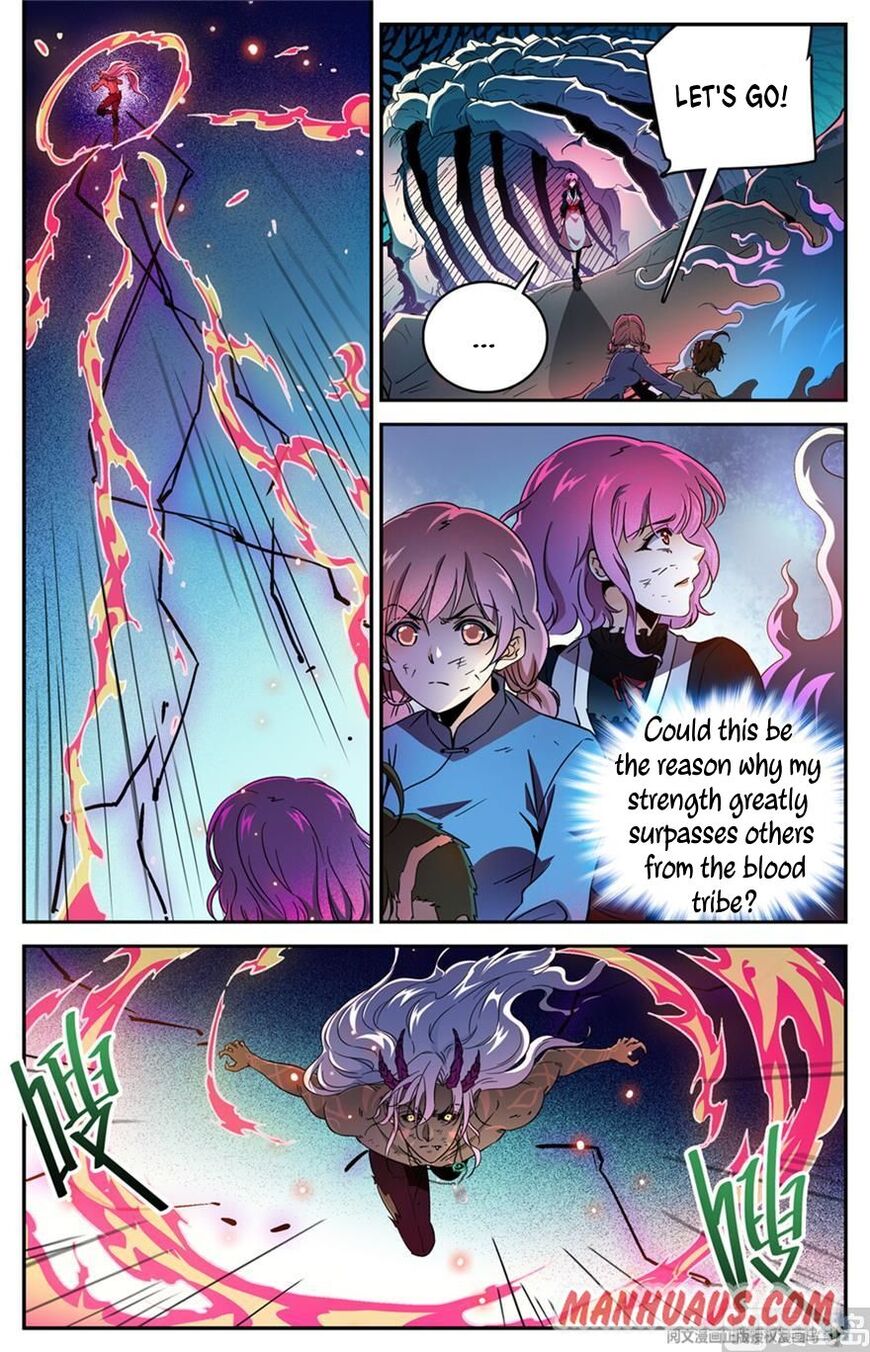 LET'S GO!
...
Could this be
the reason why my
strength greatly
surpasses others
from the blood
tribe?
嗖
嗖
MANHUAUS.COM